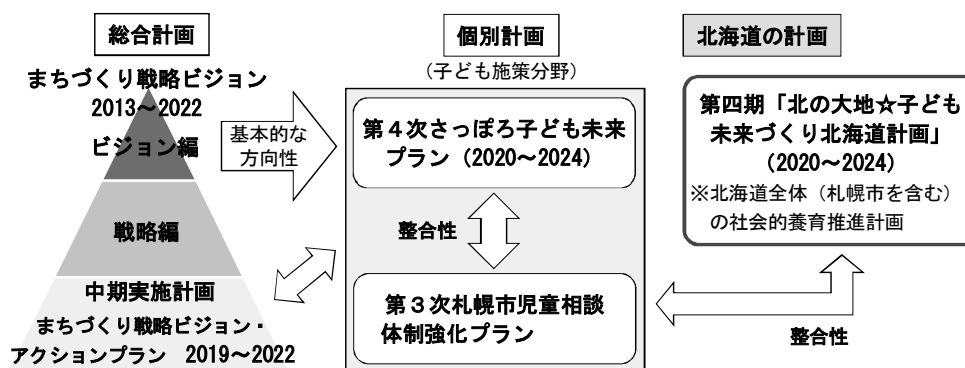 総合計画
まちづくり戦略ビジョン
2013～2022
ビジョン編
戦略編
中期実施計画
まちづくり戦略ビジョン・
アクションプラン 2019～2022
基本的な
方向性
個別計画
（子ども施策分野）
第４次さっぽろ子ども未来
プラン（2020～2024）
整合性
第３次札幌市児童相談
体制強化プラン
北海道の計画
第四期「北の大地☆子ども
未来づくり北海道計画」
（2020～2024）
※北海道全体（札幌市を含む）
の社会的養育推進計画
整合性